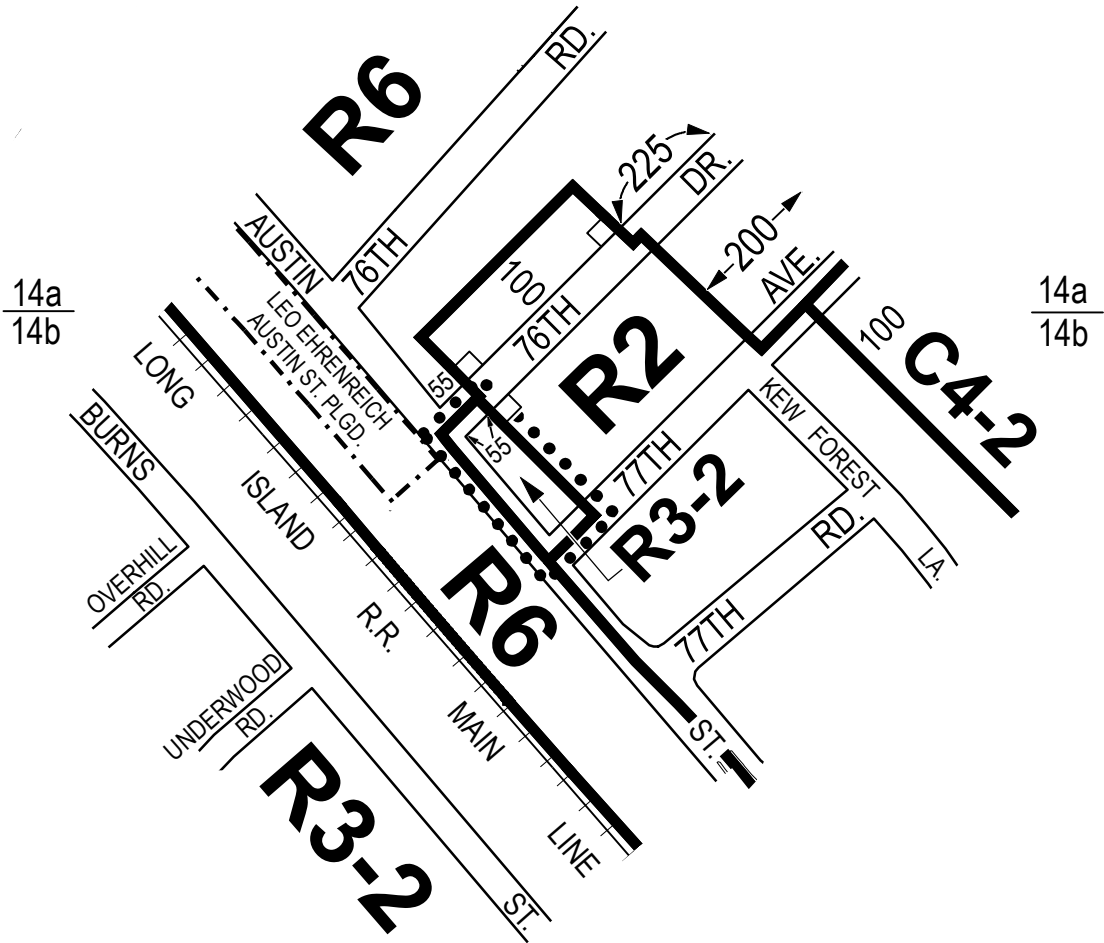 R6
RD.
76TH
225
DR.
200
AVE.
AUSTIN
14a
14b
14a
14b
LEO EHRENREICH
AUSTIN ST. PLGD.
100
76TH
R2
100
C4-2
LONG
55
55
KEW FOREST
LA.
BURNS
77TH
R3-2
RD.
77TH
ISLAND
R6
OVERHILL
RD.
R.R.
UNDERWOOD
RD.
MAIN
ST.
R3-2
LINE
ST.